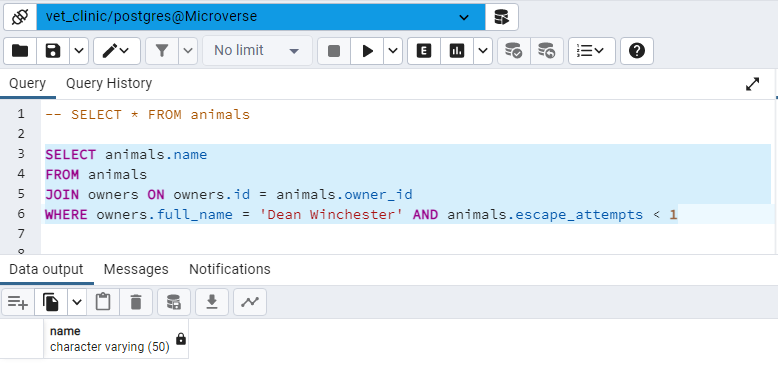 vet_clinic/postgres@Microverse
No limit
E
?
Query
Query History
1 -- SELECT * FROM animals
2
3 SELECT animals.name
4 FROM animals
5 JOIN owners ON owners.id = animals.owner_id
6 WHERE owners.full_name = 'Dean Winchester' AND animals.escape_attempts < 1
7
8
Data output
Messages
Notifications
name
character varying (50)